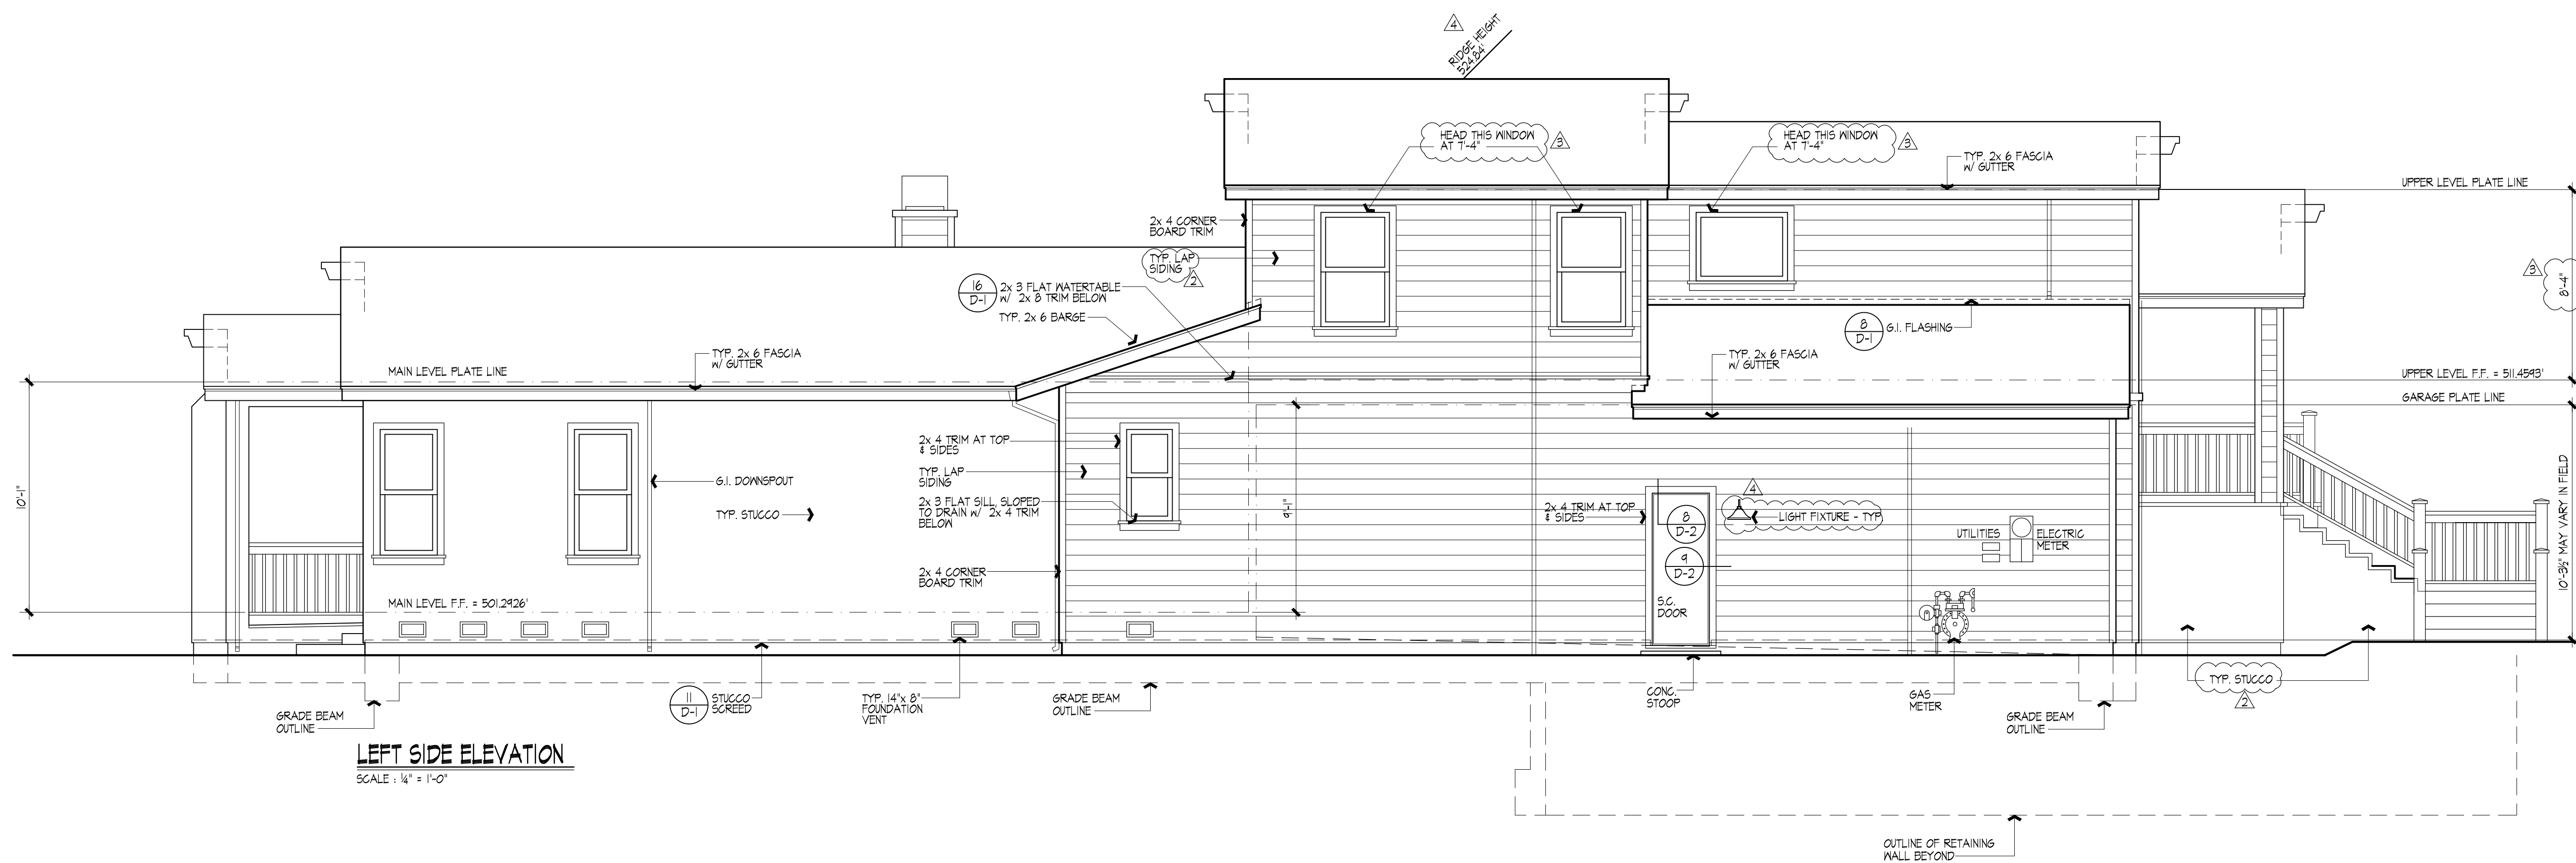 4
RIDGE HEIGHT
524.84'
HEAD THIS WINDOW
AT 7'-4"
3
HEAD THIS WINDOW
AT 7'-4"
3
TYP. 2x 6 FASCIA
W/ GUTTER
UPPER LEVEL PLATE LINE
2x 4 CORNER
BOARD TRIM
TYP. LAP
SIDING
2
16
D-1
2x 3 FLAT WATERTABLE
W/ 2x 8 TRIM BELOW
TYP. 2x 6 BARGE
3
8'-4"
8
D-1
G.I. FLASHING
TYP. 2x 6 FASCIA
W/ GUTTER
TYP. 2x 6 FASCIA
W/ GUTTER
MAIN LEVEL PLATE LINE
UPPER LEVEL F.F. = 511.4593'
GARAGE PLATE LINE
10'-1"
2x 4 TRIM AT TOP
& SIDES
TYP. LAP
SIDING
G.I. DOWNSPOUT
TYP. STUCCO
2x 3 FLAT SILL, SLOPED
TO DRAIN W/ 2x 4 TRIM
BELOW
9'-1"
2x 4 TRIM AT TOP
& SIDES
8
D-2
9
D-2
4
LIGHT FIXTURE - TYP.
UTILITIES
ELECTRIC
METER
10'-3½" MAY VARY IN FIELD
2x 4 CORNER
BOARD TRIM
S.C.
DOOR
MAIN LEVEL F.F. = 501.2926'
GRADE BEAM
OUTLINE
11
D-1
STUCCO
SCREED
TYP. 14"x 8"
FOUNDATION
VENT
GRADE BEAM
OUTLINE
CONC.
STOOP
GAS
METER
GRADE BEAM
OUTLINE
TYP. STUCCO
2
LEFT SIDE ELEVATION
SCALE : ¼" = 1'-0"
OUTLINE OF RETAINING
WALL BEYOND